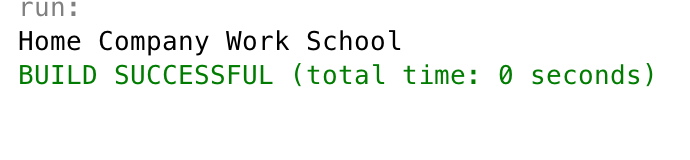 run:
Home Company Work School
BUILD SUCCESSFUL (total time: 0 seconds)